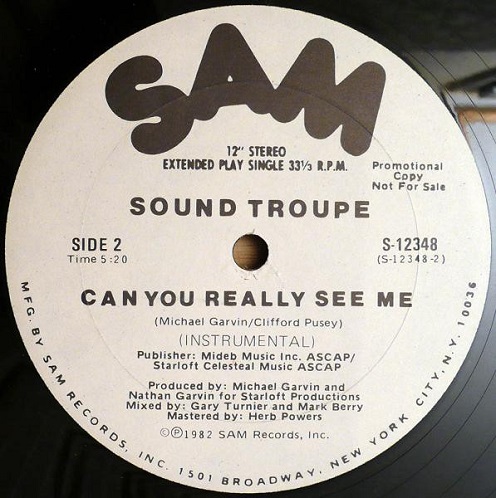 SAM
12" STEREO
EXTENDED PLAY SINGLE 33⅓ R.P.M.
Promotional
Copy
Not For Sale
SOUND TROUPE
SIDE 2
Time 5:20
S-12348
(S-12348-2)
CAN YOU REALLY SEE ME
(Michael Garvin/Clifford Pusey)
(INSTRUMENTAL)
Publisher: Mideb Music Inc. ASCAP/
Starloft Celesteal Music ASCAP
Produced by: Michael Garvin and
Nathan Garvin for Starloft Productions
Mixed by: Gary Turnier and Mark Berry
Mastered by: Herb Powers
©℗1982 SAM Records, Inc.
MFG. BY SAM RECORDS, INC. 1501 BROADWAY, NEW YORK CITY, N.Y. 10036